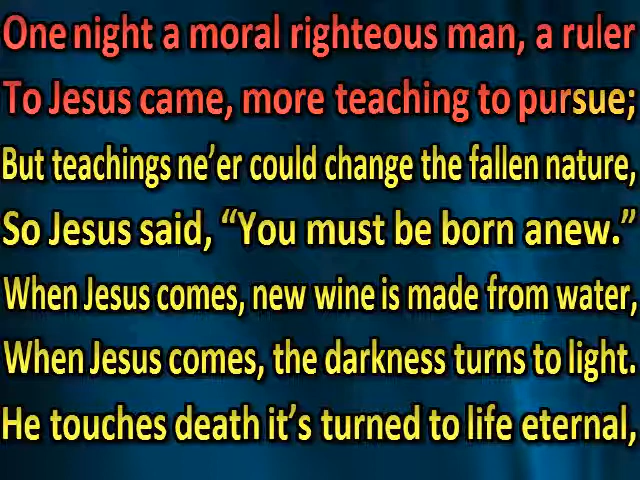 One night a moral righteous man, a ruler
To Jesus came, more teaching to pursue;
But teachings ne’er could change the fallen nature,
So Jesus said, “You must be born anew.”
When Jesus comes, new wine is made from water,
When Jesus comes, the darkness turns to light.
He touches death it’s turned to life eternal,